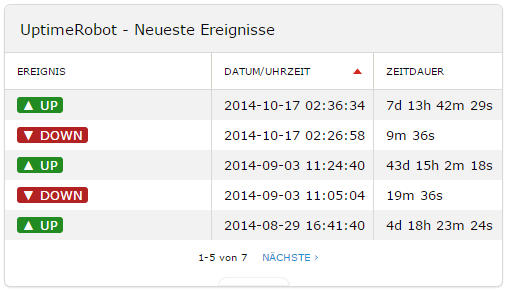 UptimeRobot - Neueste Ereignisse
EREIGNIS DATUM/UHRZEIT ▲ ZEITDAUER
▲ UP 2014-10-17 02:36:34 7d 13h 42m 29s
▼ DOWN 2014-10-17 02:26:58 9m 36s
▲ UP 2014-09-03 11:24:40 43d 15h 2m 18s
▼ DOWN 2014-09-03 11:05:04 19m 36s
▲ UP 2014-08-29 16:41:40 4d 18h 23m 24s
1-5 von 7 NÄCHSTE ›